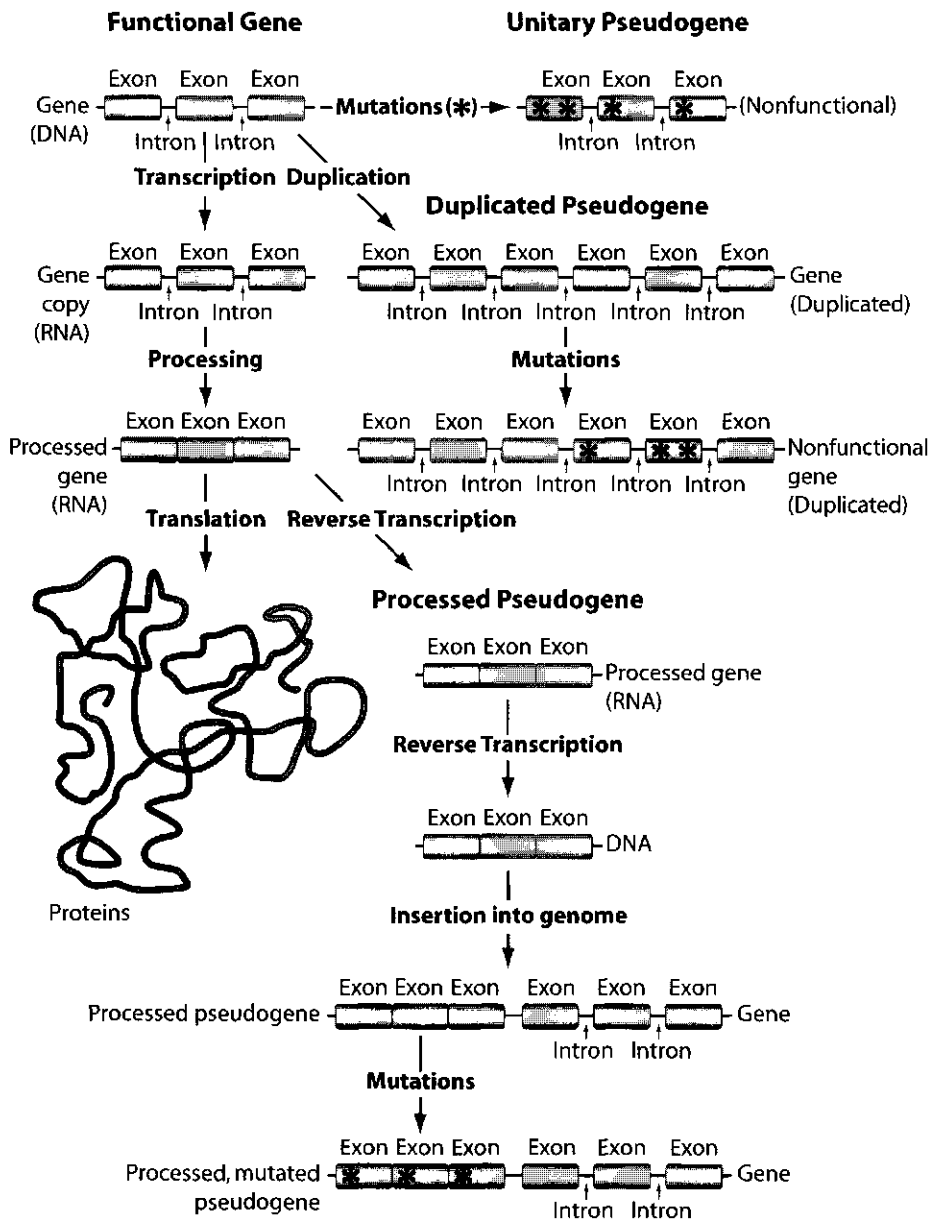 Functional Gene
Unitary Pseudogene
Exon Exon Exon
Exon Exon Exon
Gene
(DNA)
Mutations (*)
* * * *
(Nonfunctional)
Intron Intron
Intron Intron
Transcription Duplication
Duplicated Pseudogene
Exon Exon Exon
Exon Exon Exon Exon Exon Exon
Gene
copy
(RNA)
Gene
(Duplicated)
Intron Intron
Intron Intron Intron Intron Intron
Processing
Mutations
Exon Exon Exon
Exon Exon Exon Exon Exon Exon
Processed
gene
(RNA)
* * *
Nonfunctional
gene
(Duplicated)
Intron Intron Intron Intron Intron
Translation Reverse Transcription
Processed Pseudogene
Exon Exon Exon
Processed gene
(RNA)
Reverse Transcription
Exon Exon Exon
DNA
Proteins
Insertion into genome
Exon Exon Exon Exon Exon Exon
Processed pseudogene
Gene
Intron Intron
Mutations
Exon Exon Exon Exon Exon Exon
Processed, mutated
pseudogene
* * *
Gene
Intron Intron